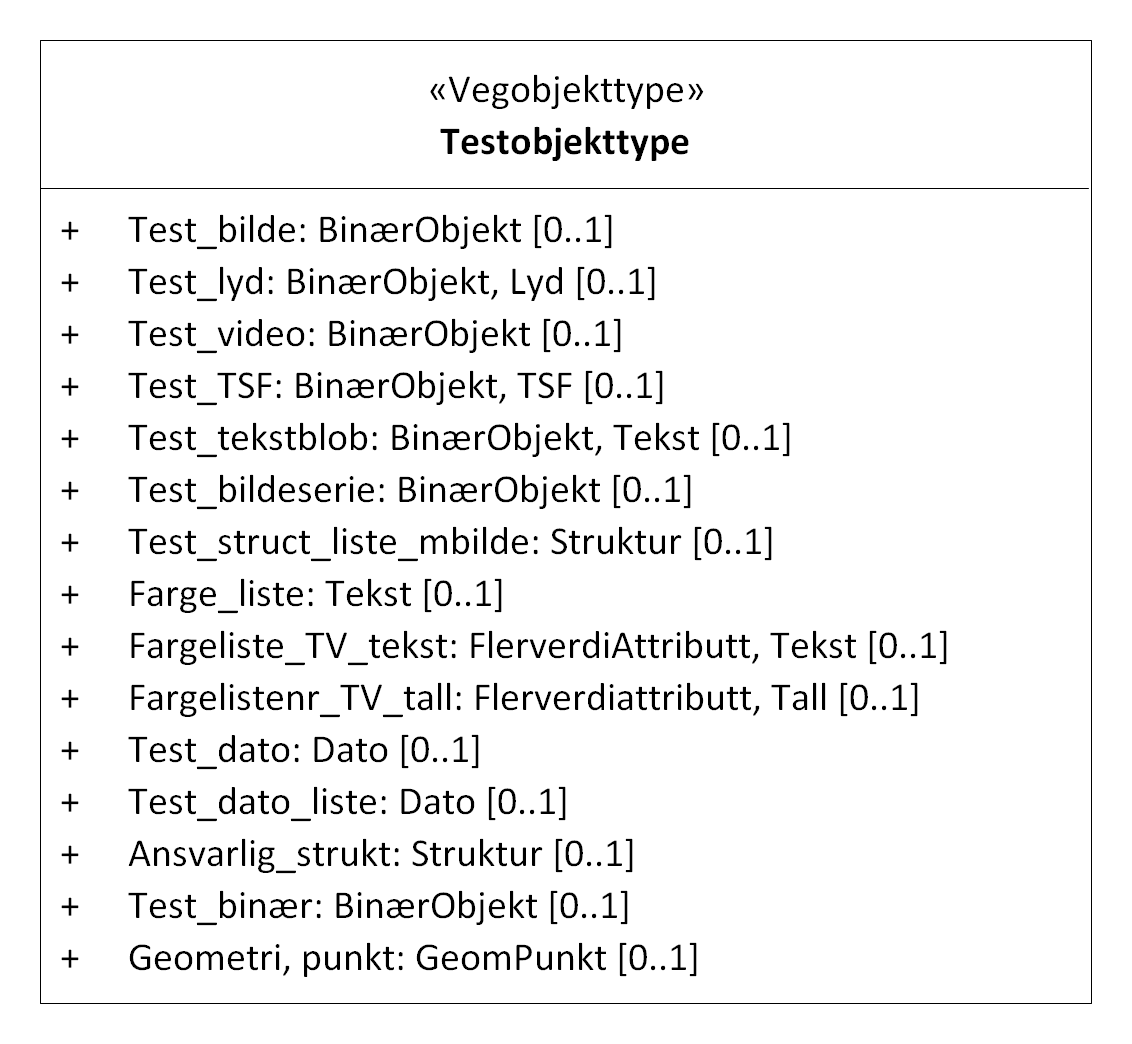 «Vegobjekttype»
Testobjekttype
+ Test_bilde: BinærObjekt [0..1]
+ Test_lyd: BinærObjekt, Lyd [0..1]
+ Test_video: BinærObjekt [0..1]
+ Test_TSF: BinærObjekt, TSF [0..1]
+ Test_tekstblob: BinærObjekt, Tekst [0..1]
+ Test_bildeserie: BinærObjekt [0..1]
+ Test_struct_liste_mbilde: Struktur [0..1]
+ Farge_liste: Tekst [0..1]
+ Fargeliste_TV_tekst: FlerverdiAttributt, Tekst [0..1]
+ Fargelistenr_TV_tall: Flerverdiattributt, Tall [0..1]
+ Test_dato: Dato [0..1]
+ Test_dato_liste: Dato [0..1]
+ Ansvarlig_strukt: Struktur [0..1]
+ Test_binær: BinærObjekt [0..1]
+ Geometri, punkt: GeomPunkt [0..1]